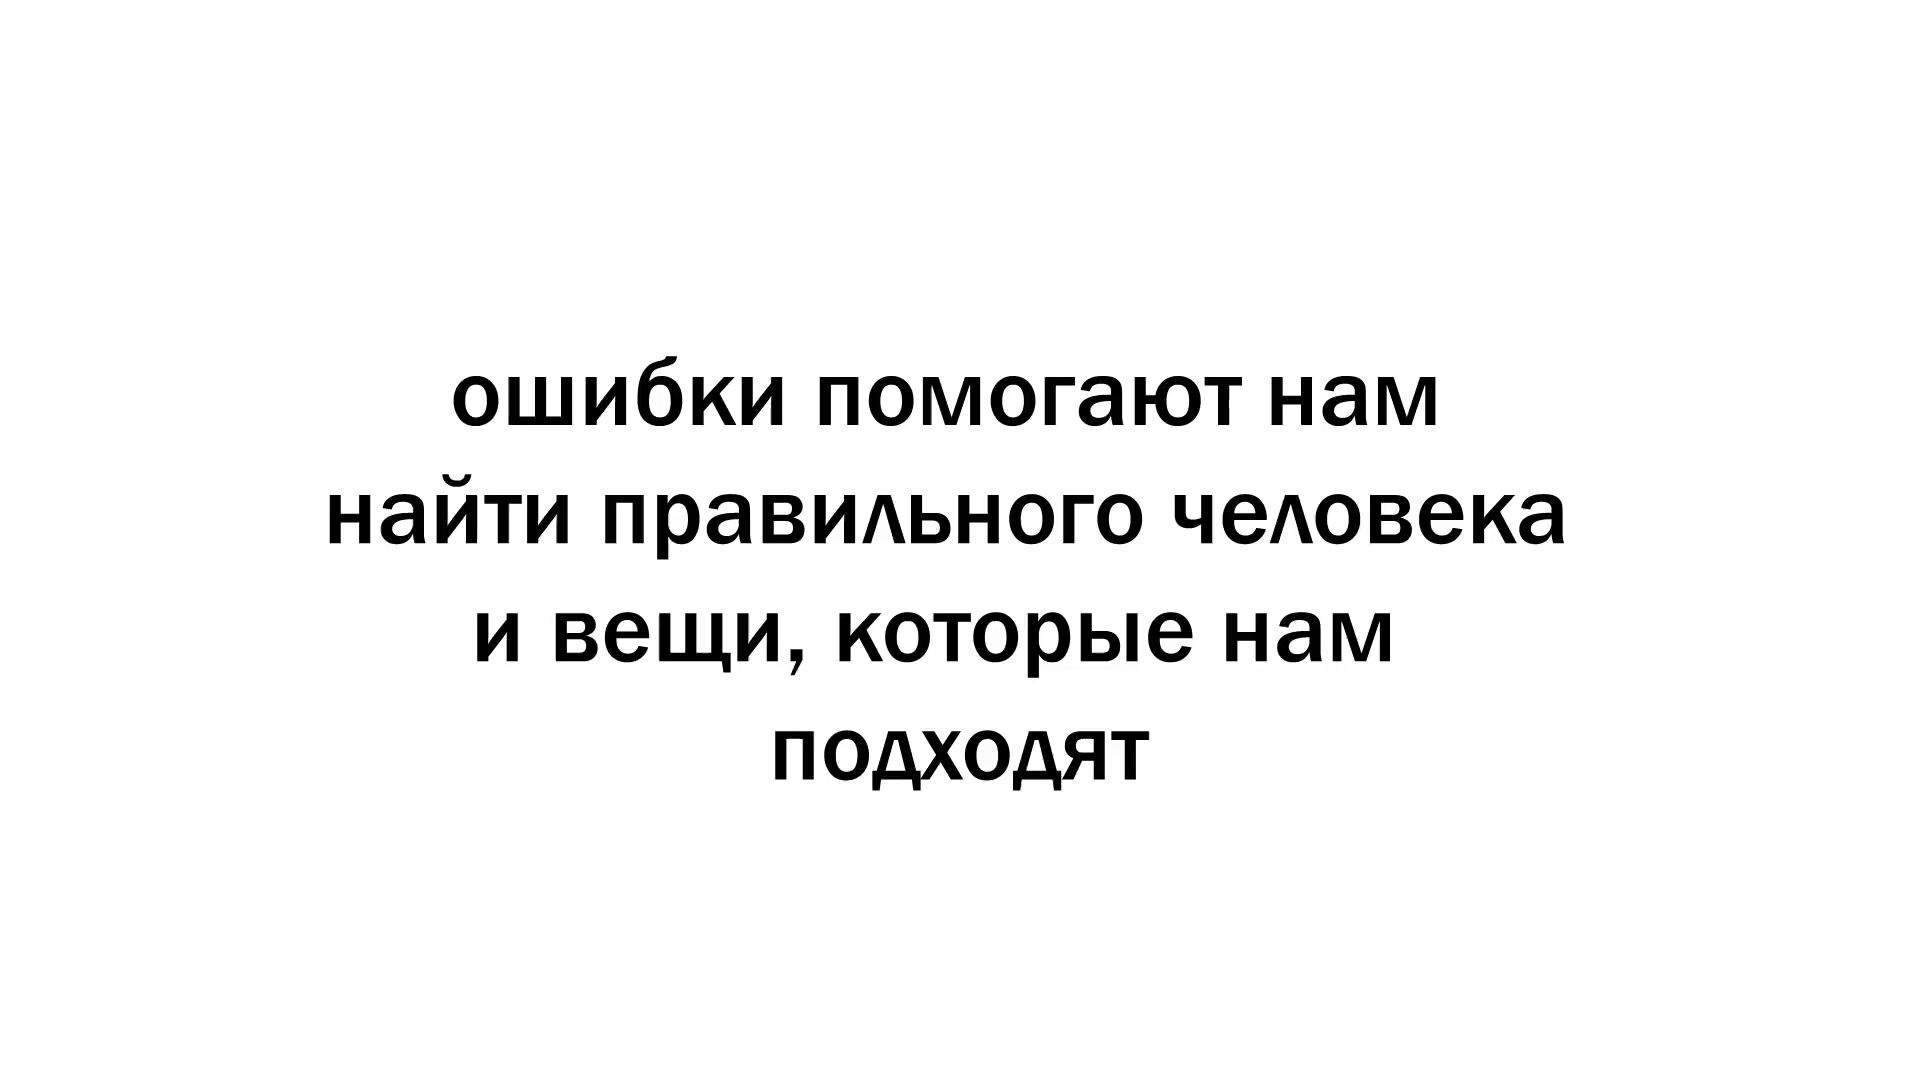 ошибки помогают нам
найти правильного человека
и вещи, которые нам
подходят